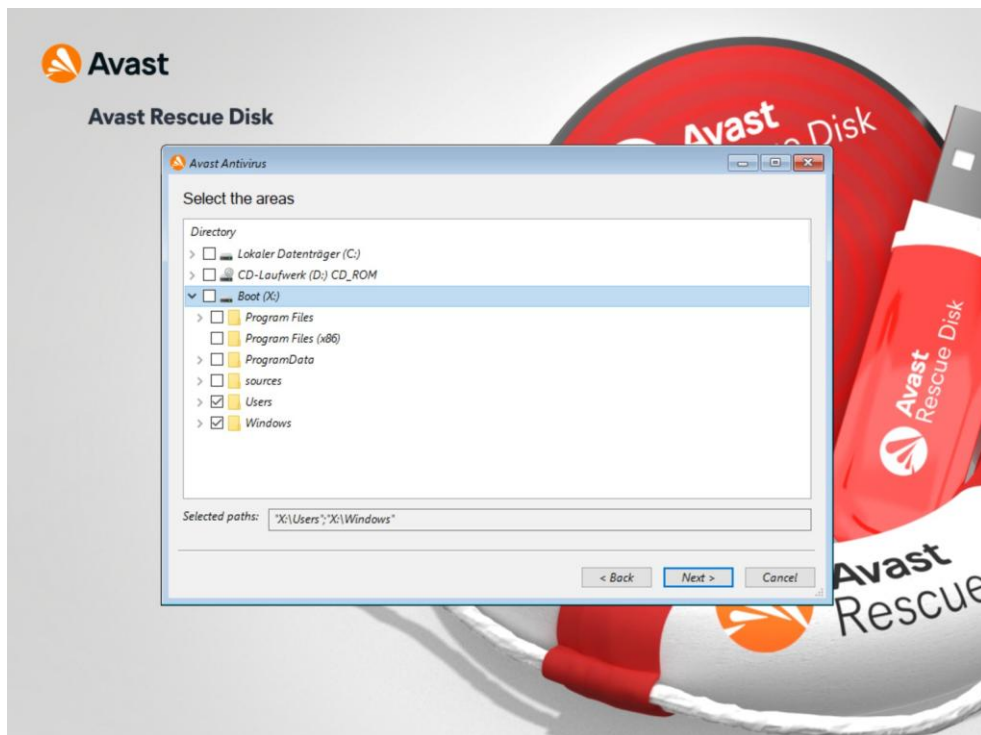 Avast
Avast Rescue Disk
Avast
Disk
Avast Antivirus
Select the areas
Directory
Lokaler Datenträger (C:)
CD-Laufwerk (D:) CD_ROM
Boot (X:)
Program Files
Program Files (x86)
ProgramData
sources
Users
Windows
Selected paths: "X:\Users";"X:\Windows"
< Back Next > Cancel
Avast
Rescue Disk
Avast
Rescue